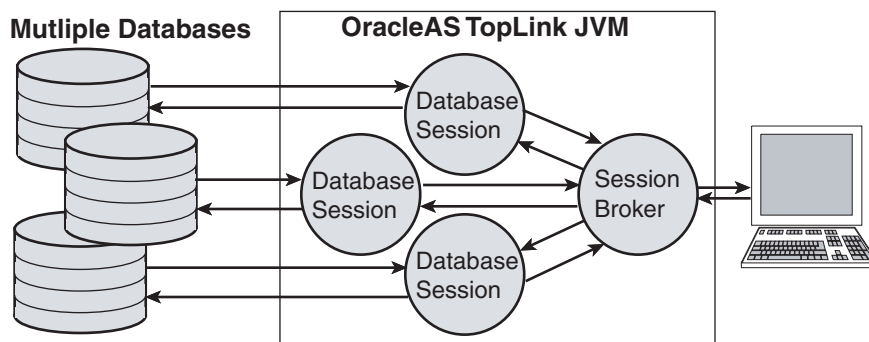 Mutliple Databases
OracleAS TopLink JVM
Database
Session
Database
Session
Session
Broker
Database
Session